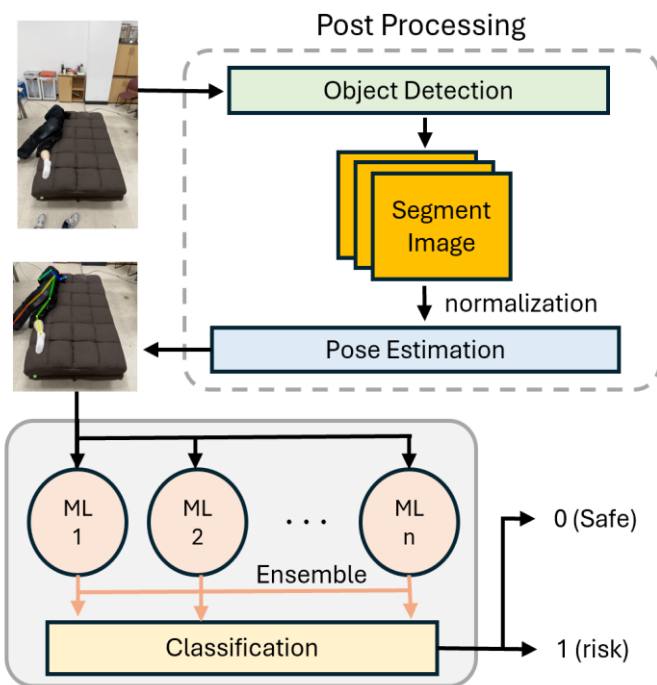 Post Processing
Object Detection
Segment
Image
normalization
Pose Estimation
ML
1
ML
2
. . .
ML
n
Ensemble
Classification
0 (Safe)
1 (risk)